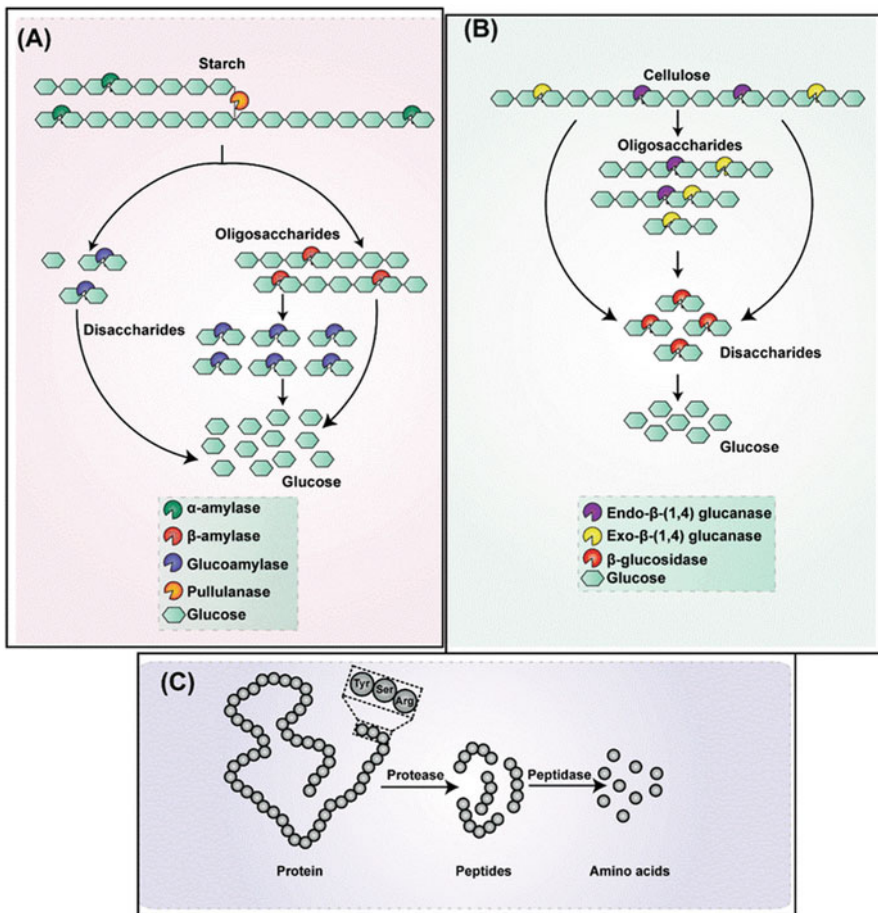 (A)
Starch
Oligosaccharides
Disaccharides
Glucose
α-amylase
β-amylase
Glucoamylase
Pullulanase
Glucose
(B)
Cellulose
Oligosaccharides
Disaccharides
Glucose
Endo-β-(1,4) glucanase
Exo-β-(1,4) glucanase
β-glucosidase
Glucose
(C)
Tyr
Ser
Arg
Protease
Peptidase
Protein
Peptides
Amino acids